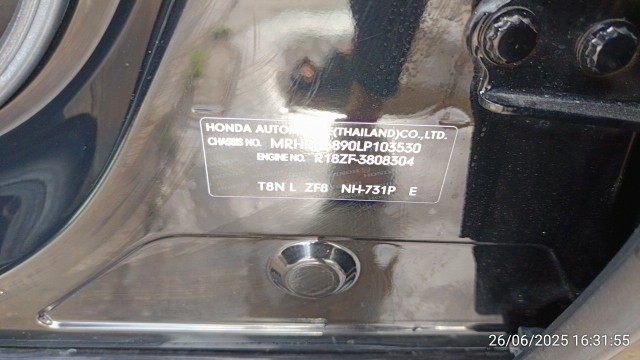 HONDA (THAILAND)CO.,LTD.
CHASSIS NO.
ENGINE NO. R18ZF-3808304
T8N L ZF8 NH-731P E
26/06/2025 16:31:55